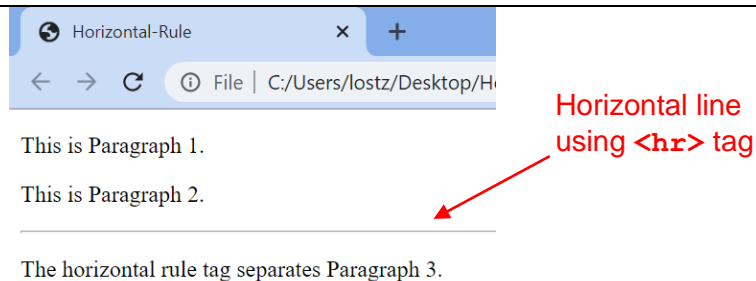 Horizontal-Rule
File | C:/Users/lostz/Desktop/H
Horizontal line
using <hr> tag
This is Paragraph 1.
This is Paragraph 2.
The horizontal rule tag separates Paragraph 3.